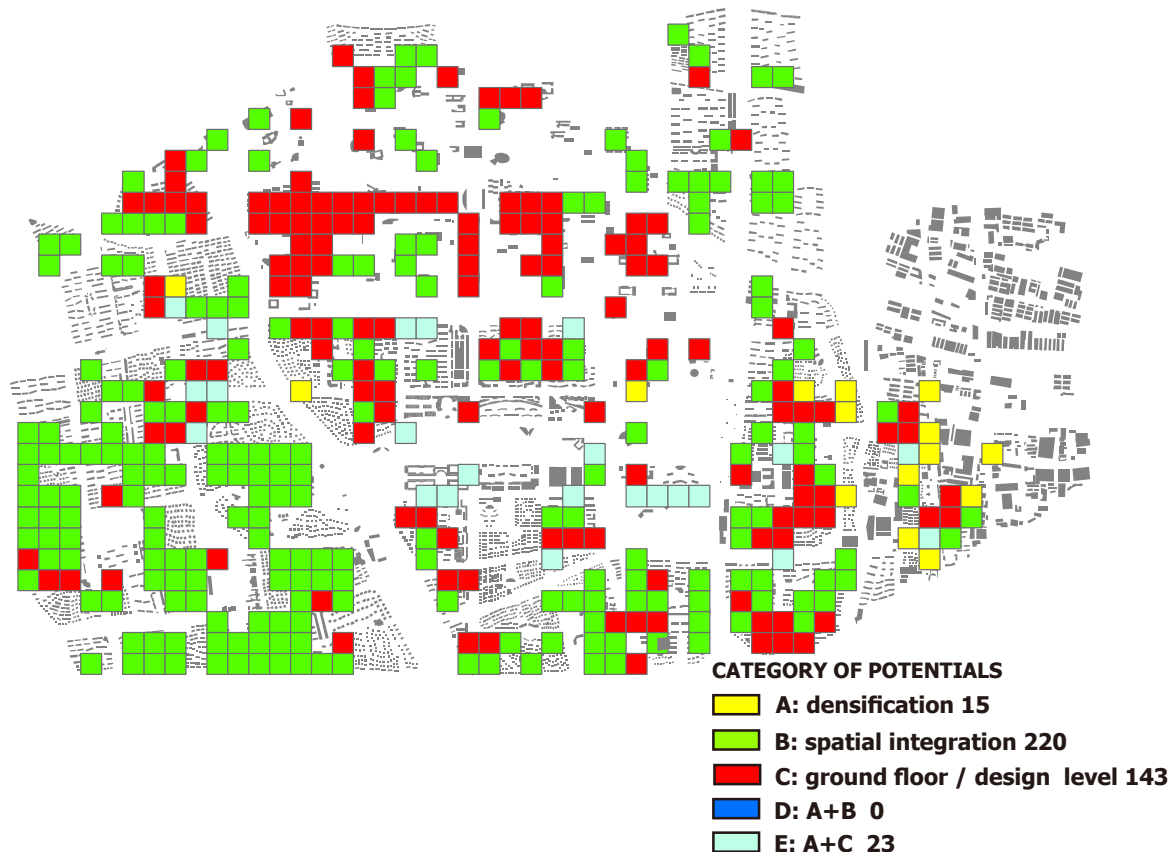 CATEGORY OF POTENTIALS
A: densification 15
B: spatial integration 220
C: ground floor / design level 143
D: A+B 0
E: A+C 23